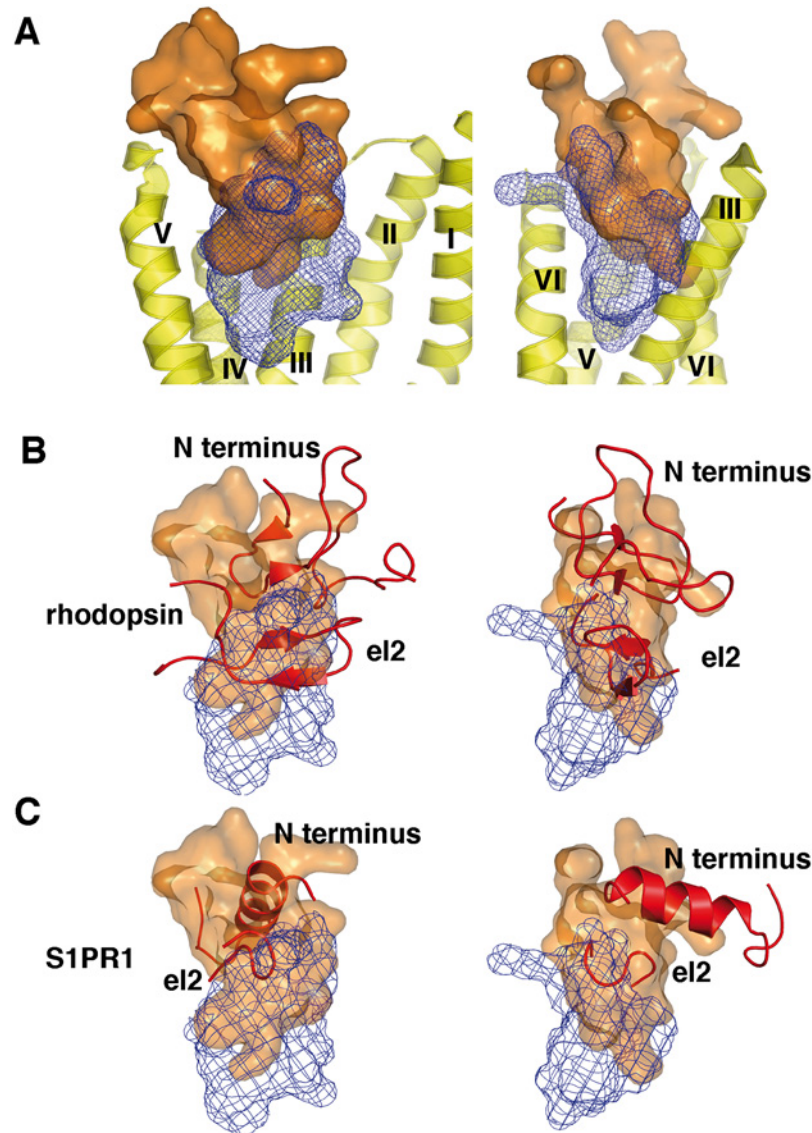 A
V
II
I
IV
III
III
VI
V
VI
B
N terminus
N terminus
rhodopsin
el2
el2
C
N terminus
N terminus
S1PR1
el2
el2